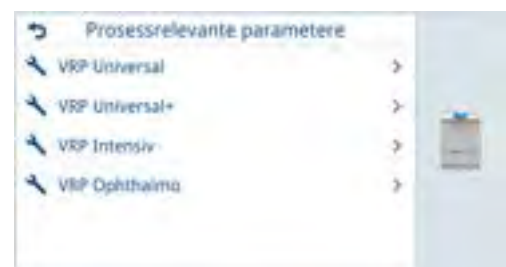 Prosessrelevante parametere
VRP Universal
VRP Universal+
VRP Intensiv
VRP Ophthalmo